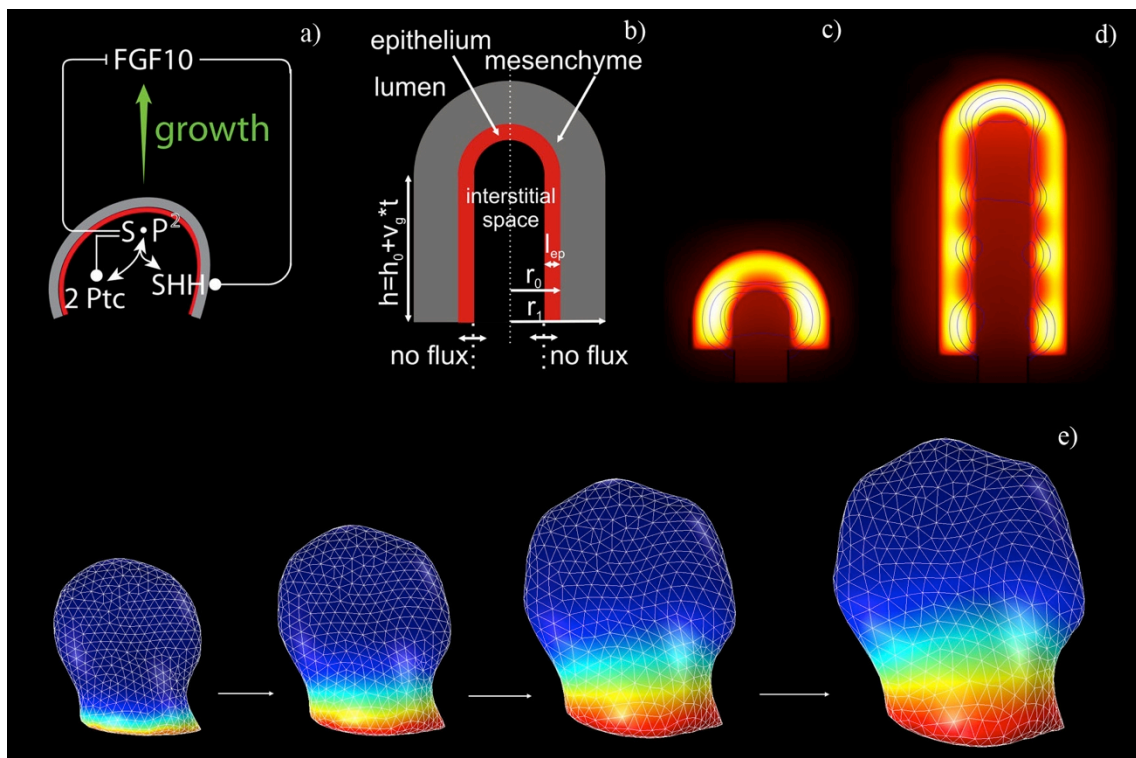 a)
FGF10
growth
S•P²
2 Ptc
SHH
b)
epithelium
mesenchyme
lumen
interstitial
space
h=h₀+v_g*t
l_ep
r₀
r₁
no flux
no flux
c)
d)
e)